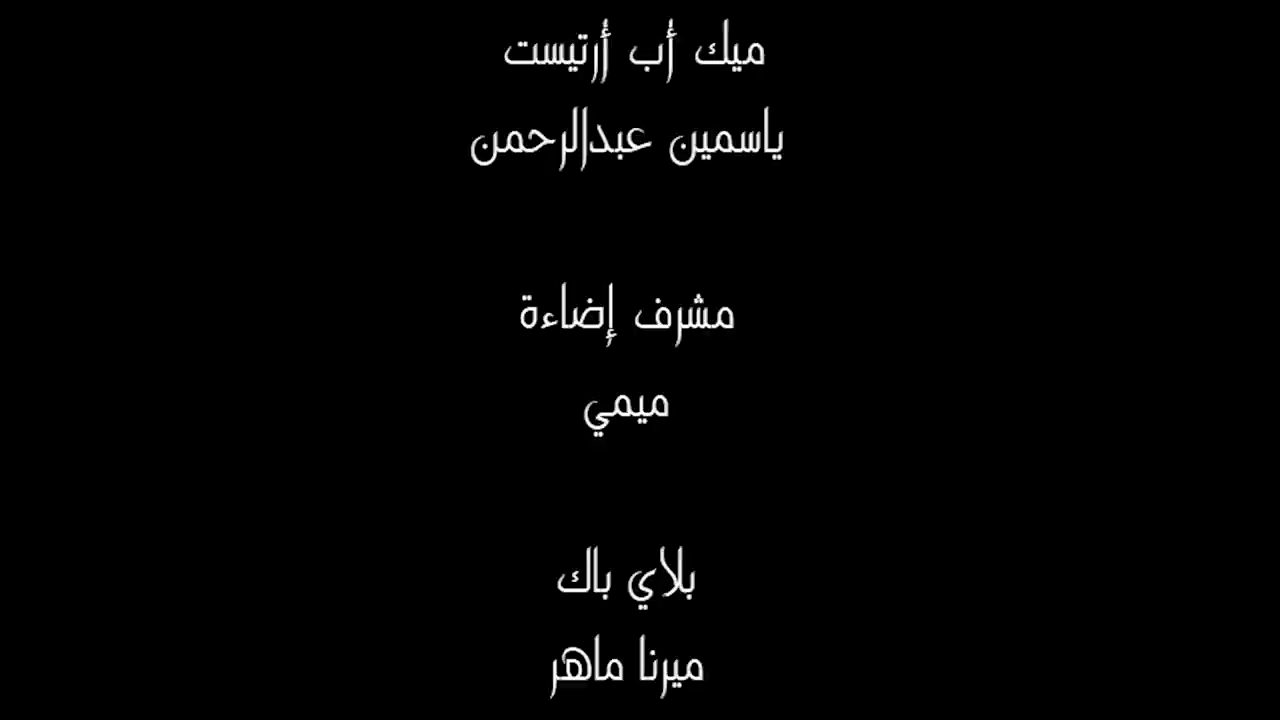 ميك أب أرتيست
ياسمين عبدالرحمن
مشرف إضاءة
ميمي
بلاي باك
ميرنا ماهر